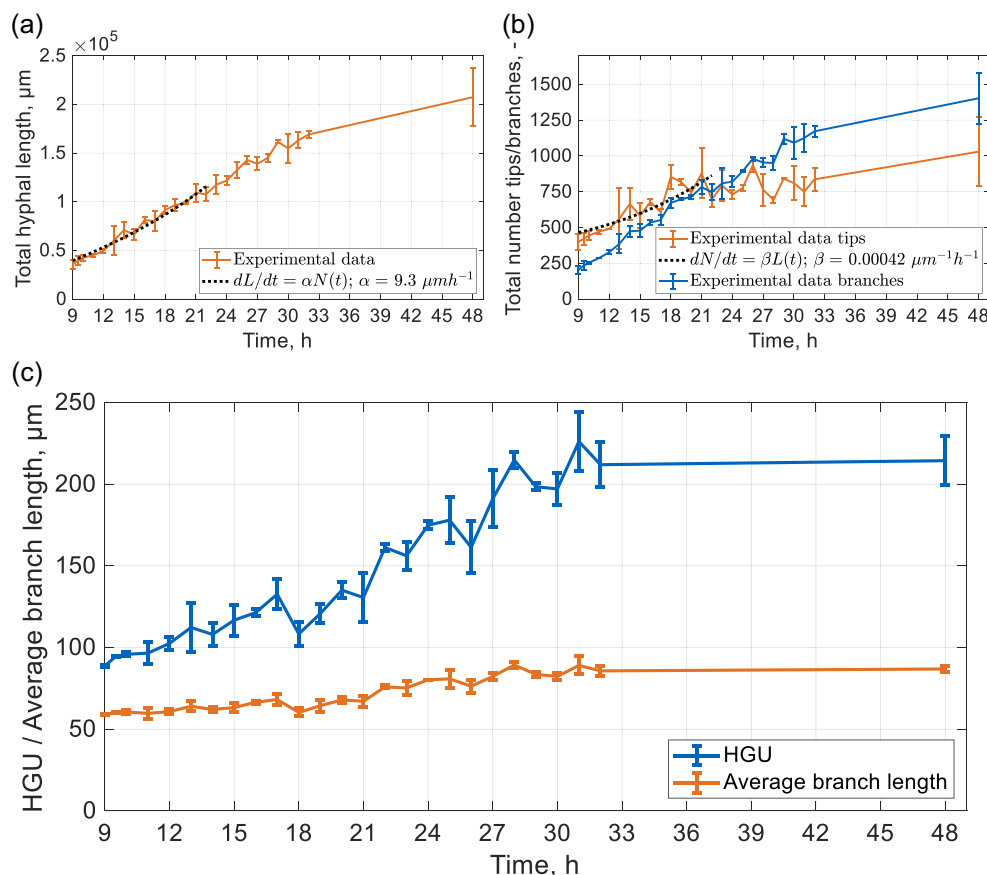 (a)
×10⁵
Total hyphal length, µm
2.5
2
1.5
1
0.5
0
9 12 15 18 21 24 27 30 33 36 39 42 45 48
Time, h
Experimental data
dL/dt = αN(t); α = 9.3 µmh⁻¹
(b)
Total number tips/branches, -
1500
1250
1000
750
500
250
0
9 12 15 18 21 24 27 30 33 36 39 42 45 48
Time, h
Experimental data tips
dN/dt = βL(t); β = 0.00042 µm⁻¹h⁻¹
Experimental data branches
(c)
HGU / Average branch length, µm
250
200
150
100
50
0
9 12 15 18 21 24 27 30 33 36 39 42 45 48
Time, h
HGU
Average branch length